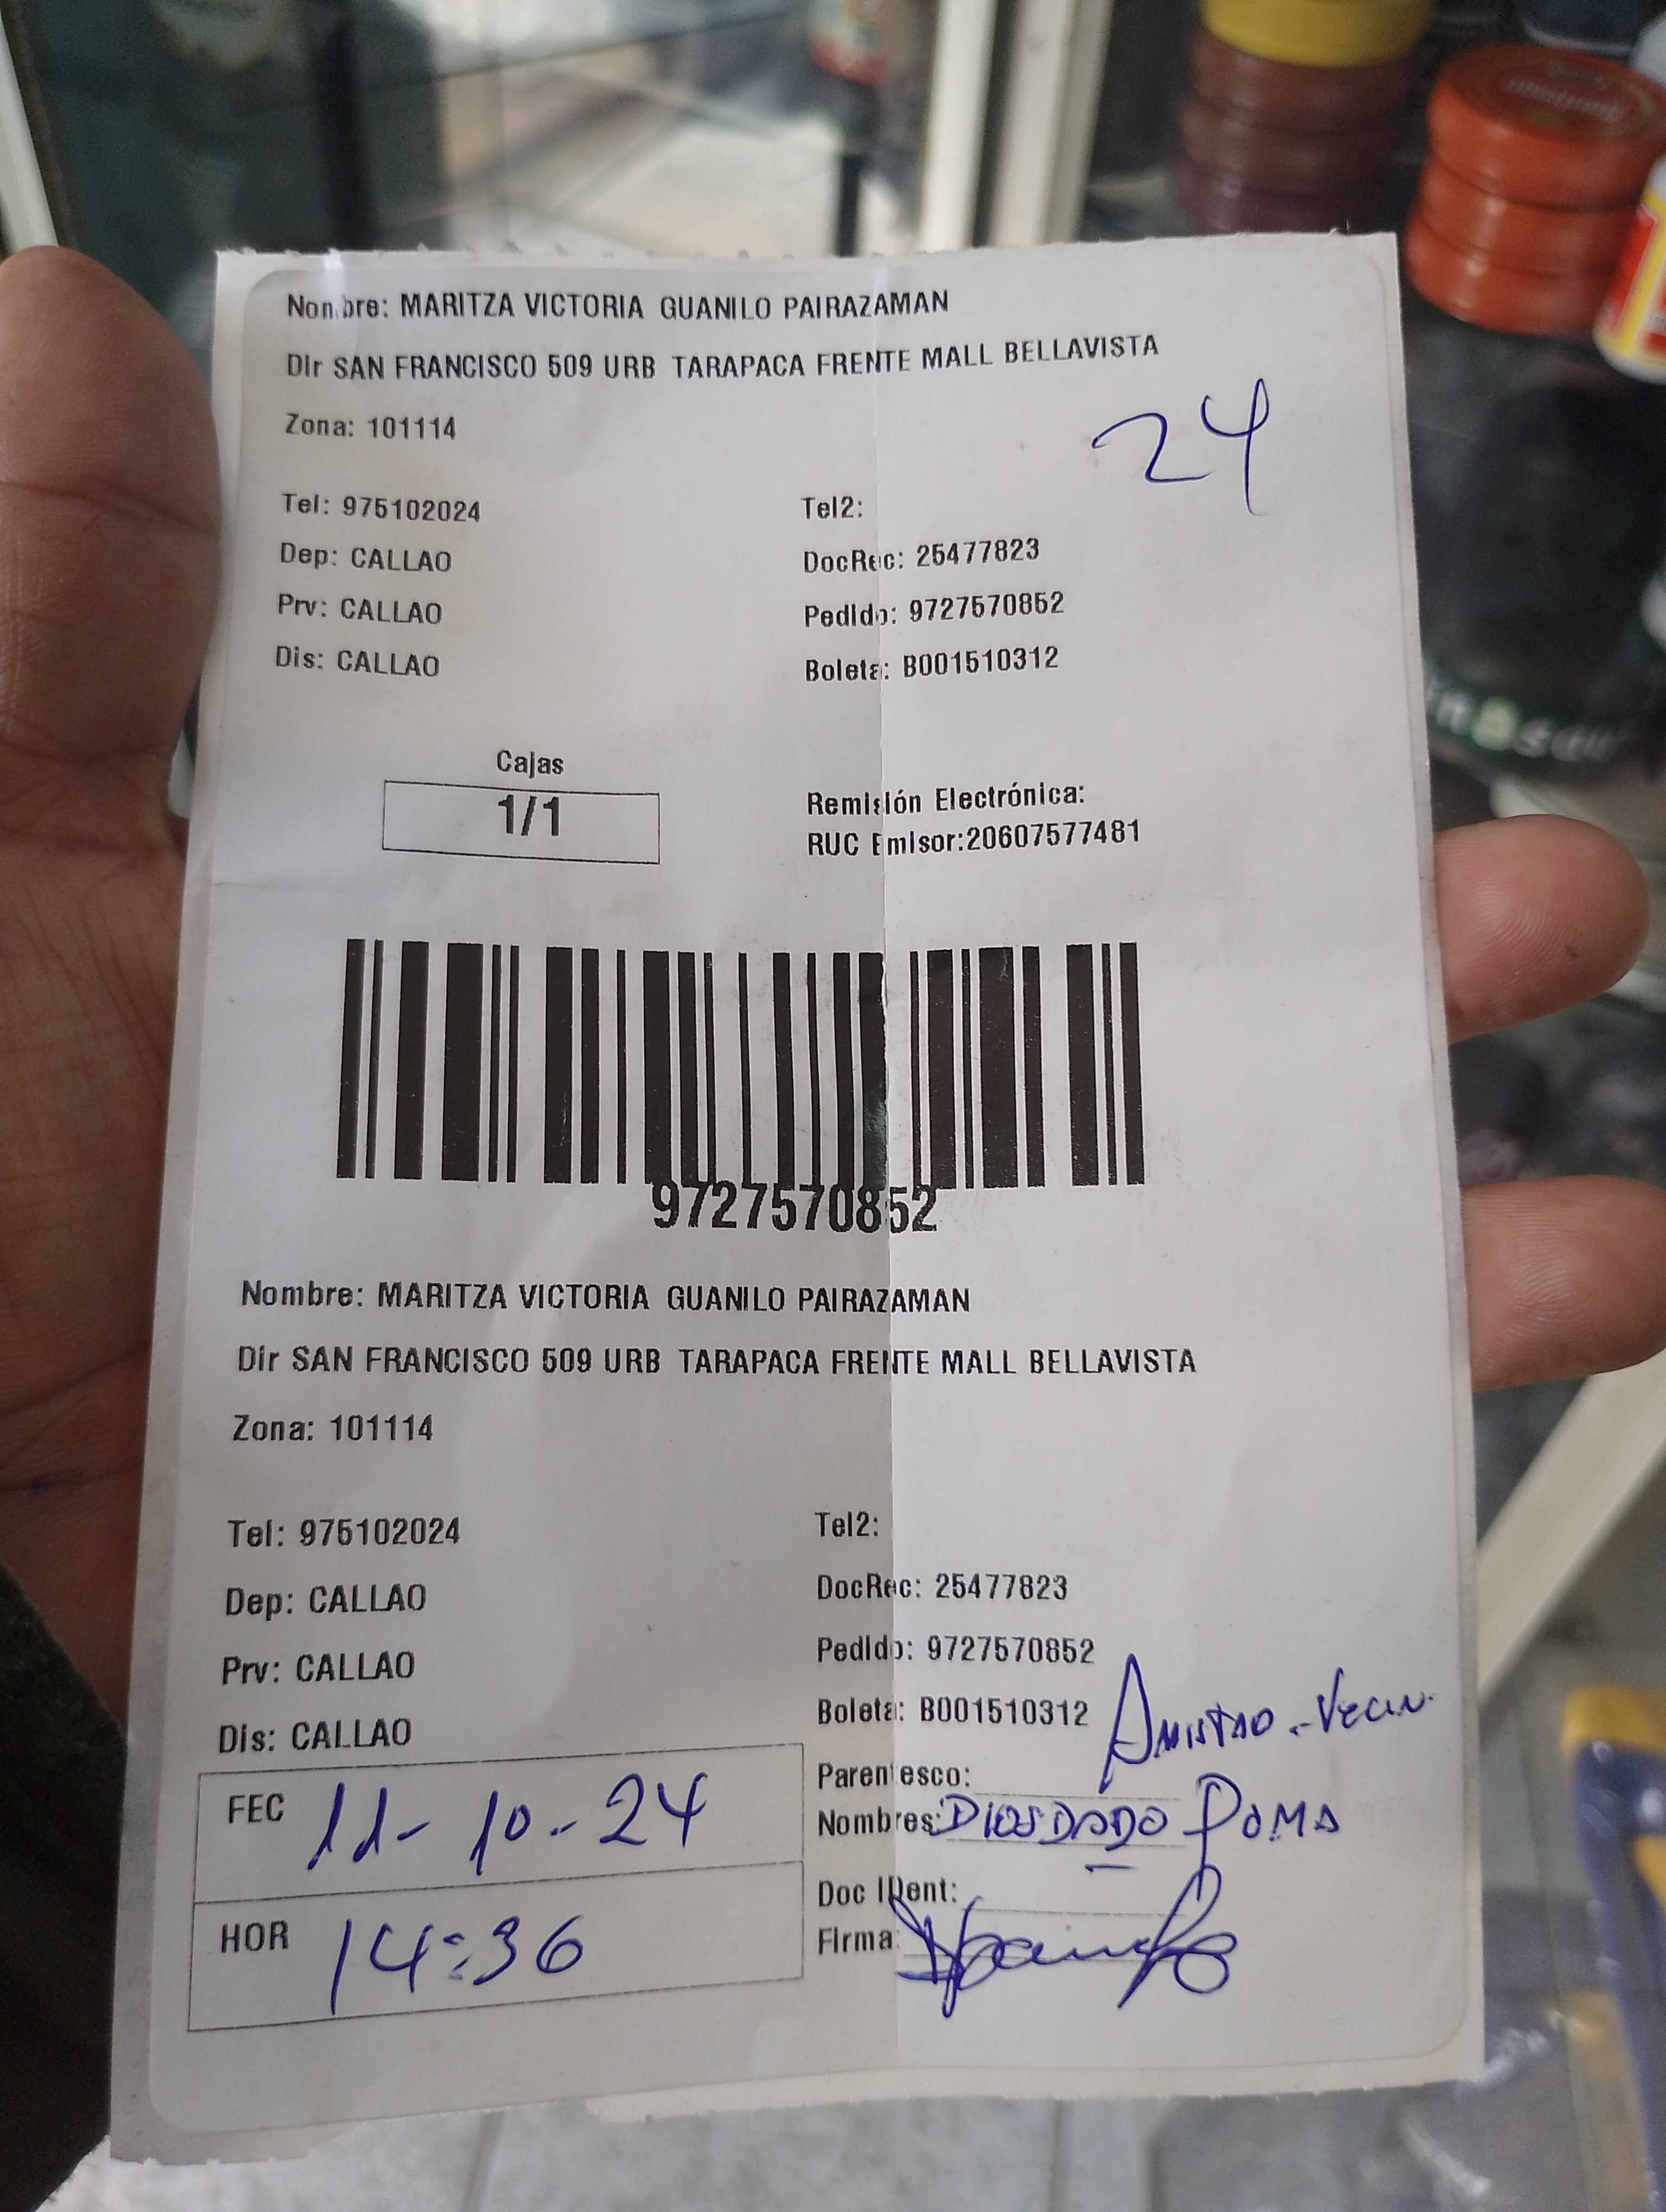 Nombre: MARITZA VICTORIA GUANILO PAIRAZAMAN
Dir SAN FRANCISCO 509 URB TARAPACA FRENTE MALL BELLAVISTA
Zona: 101114
24
Tel: 975102024
Tel2:
Dep: CALLAO
DocRec: 25477823
Prv: CALLAO
Pedido: 9727570852
Dis: CALLAO
Boleta: B001510312
Cajas
1/1
Remisión Electrónica:
RUC Emisor:20607577481
9727570852
Nombre: MARITZA VICTORIA GUANILO PAIRAZAMAN
Dir SAN FRANCISCO 509 URB TARAPACA FRENTE MALL BELLAVISTA
Zona: 101114
Tel: 975102024
Tel2:
Dep: CALLAO
DocRec: 25477823
Prv: CALLAO
Pedido: 9727570852
Dis: CALLAO
Boleta: B001510312
Parentesco: AMISTAD -
Nombres: DIOSDADO POMA
Doc IDent:
Firma:
FEC 11-10-24
HOR 14:36